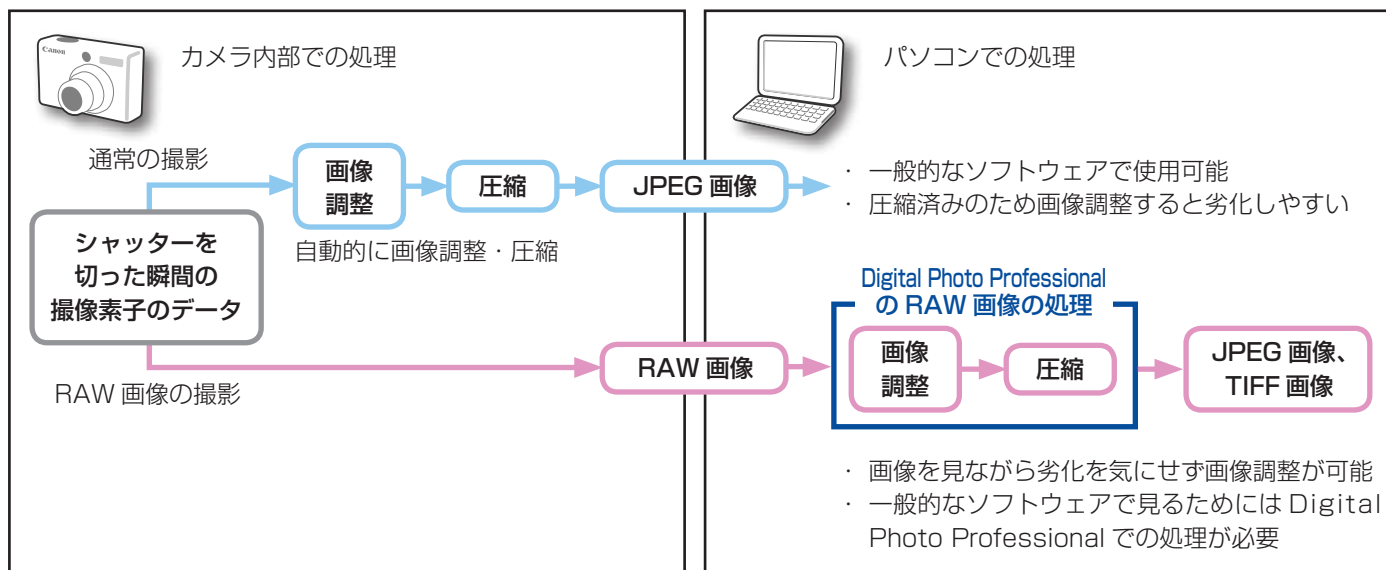 Canon
カメラ内部での処理
通常の撮影
画像
調整
圧縮
JPEG 画像
自動的に画像調整・圧縮
シャッターを
切った瞬間の
撮像素子のデータ
RAW 画像の撮影
RAW 画像
パソコンでの処理
· 一般的なソフトウェアで使用可能
· 圧縮済みのため画像調整すると劣化しやすい
Digital Photo Professional
の RAW 画像の処理
画像
調整
圧縮
JPEG 画像、
TIFF 画像
· 画像を見ながら劣化を気にせず画像調整が可能
· 一般的なソフトウェアで見るためには Digital
Photo Professional での処理が必要